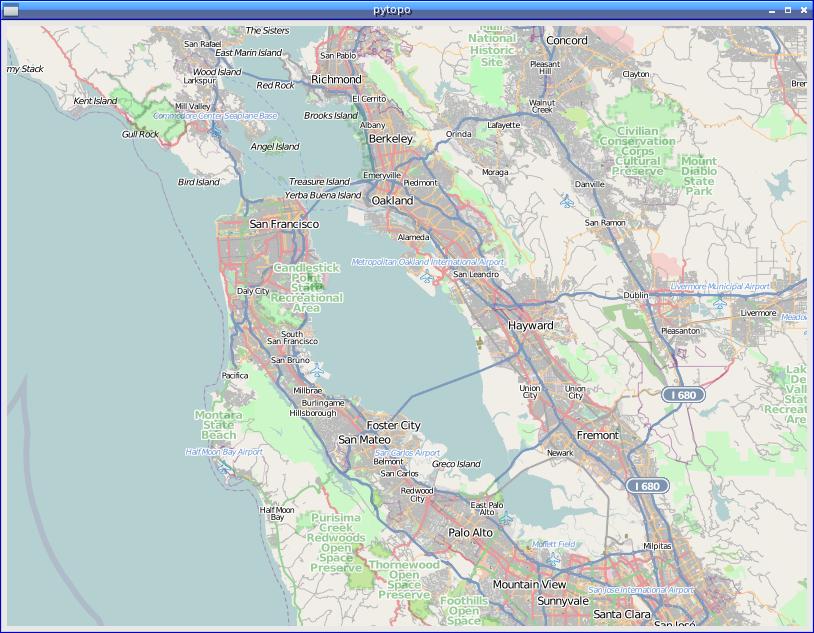 pytopo
The Sisters
San Rafael
East Marin Island
my Stack
Wood Island
Larkspur
Red Rock
San Pablo
Richmond
National
Historic
Site
Concord
Pleasant
Hill
Clayton
Kent Island
Mill Valley
Commodore Center Seaplane Base
El Cerrito
Brooks Island
Albany
Walnut
Creek
Lafayette
Gull Rock
Angel Island
Berkeley
Orinda
Civilian
Conservation
Corps
Cultural
Preserve
Mount
Diablo
State
Park
Bird Island
Treasure Island
Yerba Buena Island
Emeryville
Piedmont
Moraga
Danville
Oakland
San Francisco
Alameda
San Ramon
Metropolitan Oakland International Airport
San Leandro
Candlestick
Point
State
Recreational
Area
Daly City
Dublin
Livermore Municipal Airport
Livermore
Hayward
Pleasanton
South
San Francisco
San Bruno
Pacifica
Millbrae
Burlingame
Hillsborough
Union
City
Union
City
I 680
Montara
State
Beach
Foster City
San Mateo
Fremont
Half Moon Bay Airport
San Carlos Airport
Belmont
Greco Island
Newark
San Carlos
Redwood
City
I 680
Half Moon
Bay
East Palo
Alto
Purisima
Creek
Redwoods
Open
Space
Preserve
Palo Alto
Moffett Field
Milpitas
Thornewood
Open
Space
Preserve
Mountain View
San Jose International Airport
Foothills
Open
Space
Sunnyvale
Santa Clara
San José